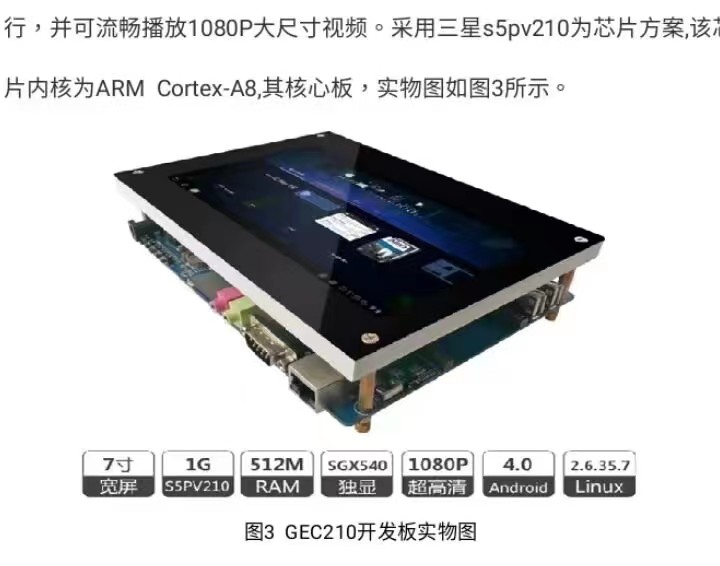 行，并可流畅播放1080P大尺寸视频。采用三星s5pv210为芯片方案,该芯
片内核为ARM Cortex-A8,其核心板，实物图如图3所示。
7寸 1G 512M SGX540 1080P 4.0 2.6.35.7
宽屏 S5PV210 RAM 独显 超高清 Android Linux
图3 GEC210开发板实物图